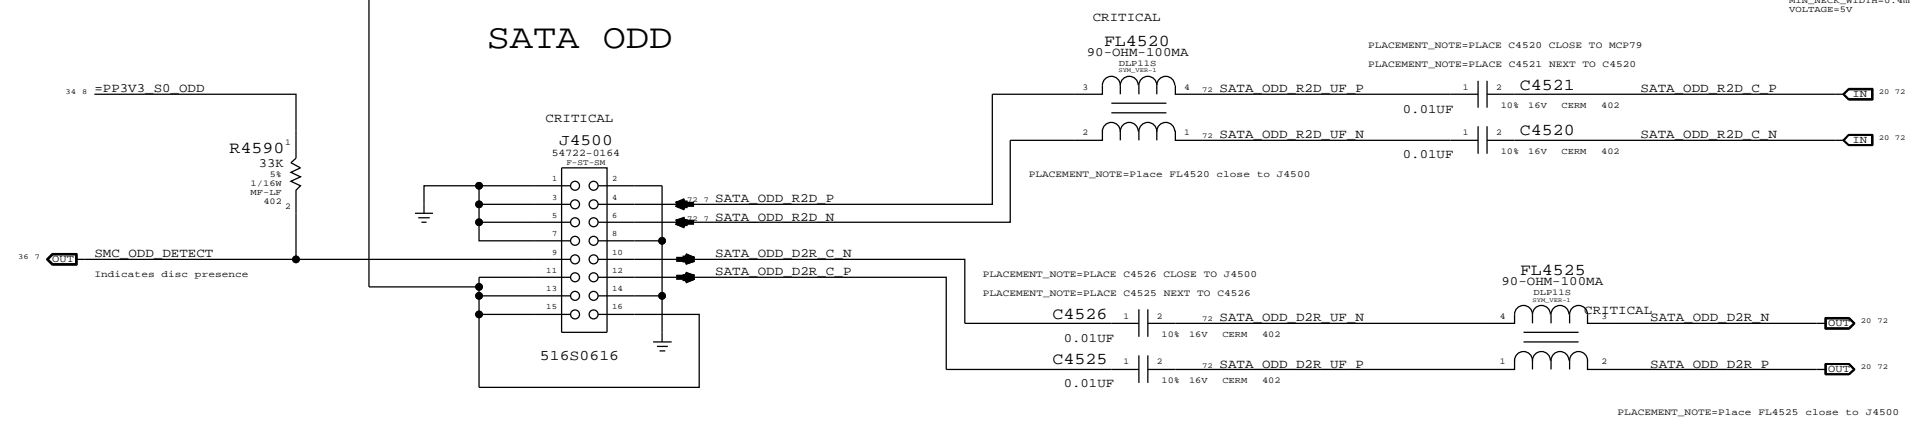 MIN_NECK_WIDTH=0.4m
VOLTAGE=5V
CRITICAL
SATA ODD
FL4520
90-OHM-100MA
DLP11S
SYM_VER-1
PLACEMENT_NOTE=PLACE C4520 CLOSE TO MCP79
PLACEMENT_NOTE=PLACE C4521 NEXT TO C4520
34 8 =PP3V3_S0_ODD
3 4 72 SATA_ODD_R2D_UF_P 1 2 C4521 SATA_ODD_R2D_C_P IN 20 72
0.01UF 10% 16V CERM 402
2 1 72 SATA_ODD_R2D_UF_N 1 2 C4520 SATA_ODD_R2D_C_N IN 20 72
0.01UF 10% 16V CERM 402
PLACEMENT_NOTE=Place FL4520 close to J4500
R4590 1
33K
5%
1/16W
MF-LF
402 2
CRITICAL
J4500
54722-0164
F-ST-SM
1 2
3 4 72 7 SATA_ODD_R2D_P
5 6 72 7 SATA_ODD_R2D_N
7 8
36 7 OUT SMC_ODD_DETECT 9 10 SATA_ODD_D2R_C_N
Indicates disc presence
11 12 SATA_ODD_D2R_C_P
13 14
15 16
516S0616
PLACEMENT_NOTE=PLACE C4526 CLOSE TO J4500
PLACEMENT_NOTE=PLACE C4525 NEXT TO C4526
FL4525
90-OHM-100MA
DLP11S
SYM_VER-1
CRITICAL
C4526 1 2 72 SATA_ODD_D2R_UF_N 4 3 SATA_ODD_D2R_N OUT 20 72
0.01UF 10% 16V CERM 402
C4525 1 2 72 SATA_ODD_D2R_UF_P 1 2 SATA_ODD_D2R_P OUT 20 72
0.01UF 10% 16V CERM 402
PLACEMENT_NOTE=Place FL4525 close to J4500